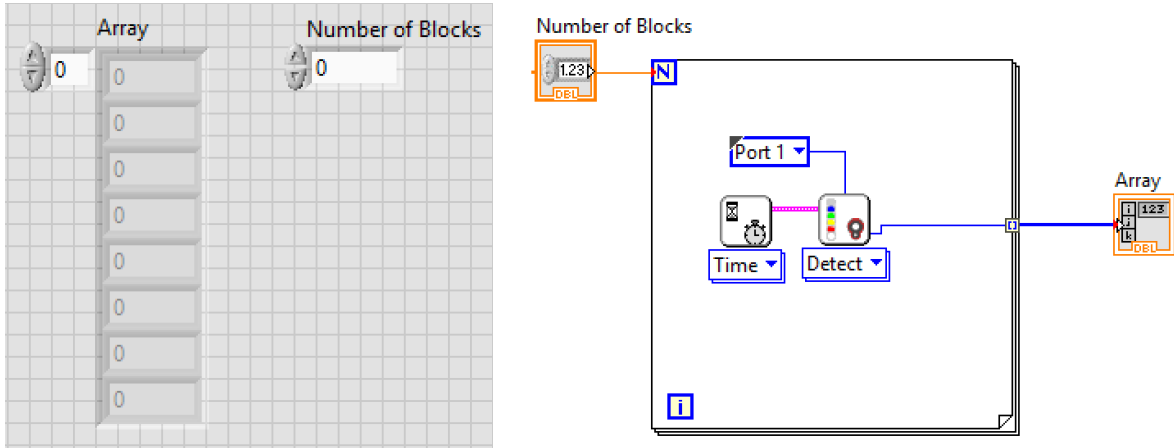 Array
0
0
0
0
0
0
0
0
0
Number of Blocks
0
Number of Blocks
1.23
DBL
N
Port 1
Time
Detect
i
Array
i
j
k
123
DBL